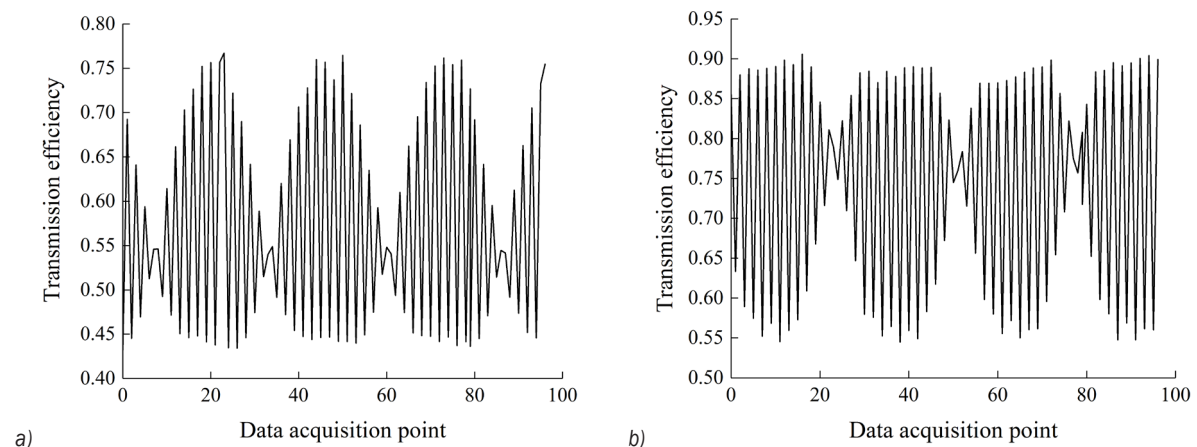 0.80
0.75
0.70
0.65
0.60
0.55
0.50
0.45
0.40
Transmission efficiency
0 20 40 60 80 100
Data acquisition point
a)
0.95
0.90
0.85
0.80
0.75
0.70
0.65
0.60
0.55
0.50
Transmission efficiency
0 20 40 60 80 100
Data acquisition point
b)